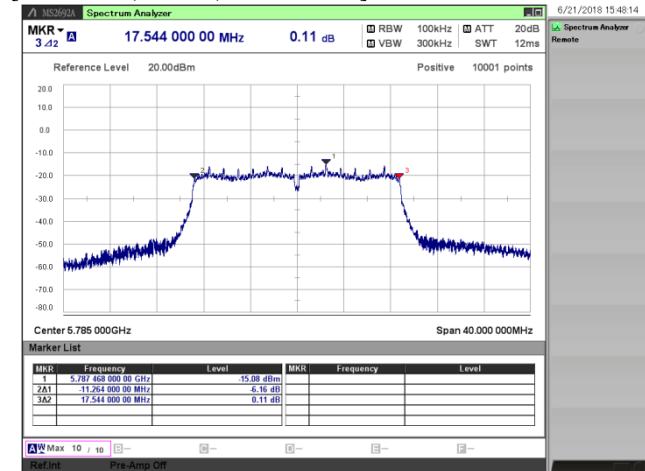 MS2692A Spectrum Analyzer
6/21/2018 15:48:14
MKR A 17.544 000 00 MHz 0.11 dB
3 Δ2
M RBW 100kHz M ATT 20dB
M VBW 300kHz SWT 12ms
Spectrum Analyzer
Remote
Reference Level 20.00dBm Positive 10001 points
20.0
10.0
0.0
-10.0
-20.0
-30.0
-40.0
-50.0
-60.0
-70.0
-80.0
2
1
3
Center 5.785 000GHz Span 40.000 000MHz
Marker List
MKR Frequency Level MKR Frequency Level
1 5.787 468 000 00 GHz -15.08 dBm
2Δ1 -11.264 000 00 MHz -6.16 dB
3Δ2 17.544 000 00 MHz 0.11 dB
A W Max 10 / 10 B-- C-- D-- E-- F--
Ref.Int Pre-Amp Off